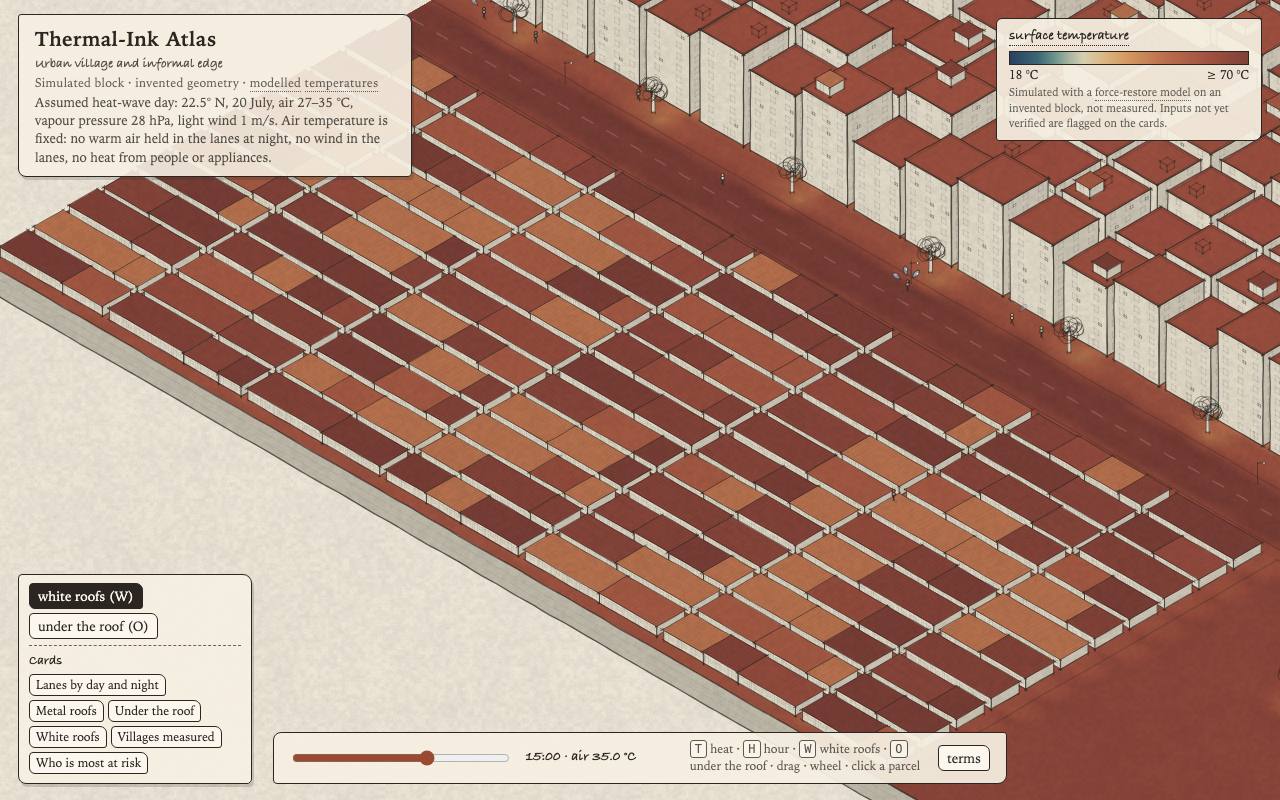 Thermal-Ink Atlas
Urban village and informal edge
Simulated block · invented geometry · modelled temperatures
Assumed heat-wave day: 22.5° N, 20 July, air 27–35 °C,
vapour pressure 28 hPa, light wind 1 m/s. Air temperature is
fixed: no warm air held in the lanes at night, no wind in the
lanes, no heat from people or appliances.
surface temperature
18 °C ≥ 70 °C
Simulated with a force-restore model on an
invented block, not measured. Inputs not yet
verified are flagged on the cards.
white roofs (W)
under the roof (O)
Cards
Lanes by day and night
Metal roofs Under the roof
White roofs Villages measured
Who is most at risk
15:00 · air 35.0 °C
T heat · H hour · W white roofs · O
under the roof · drag · wheel · click a parcel
terms